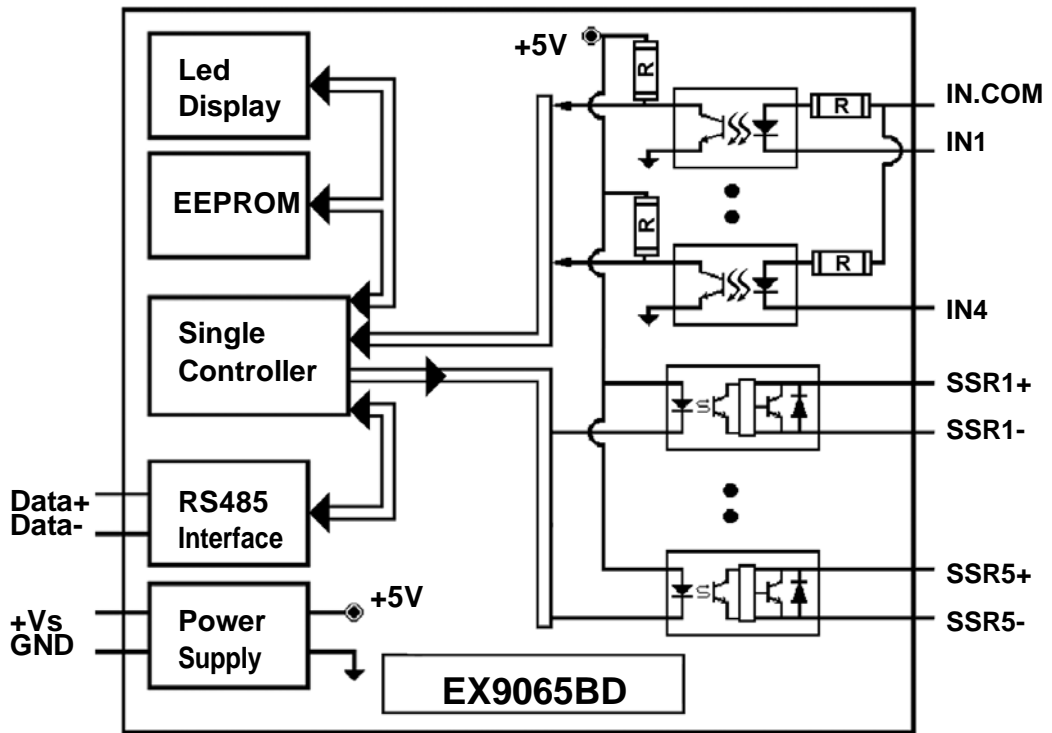 Led
Display
EEPROM
Single
Controller
RS485
Interface
Power
Supply
Data+
Data-
+Vs
GND
+5V
+5V
R
R
R
R
IN.COM
IN1
IN4
SSR1+
SSR1-
SSR5+
SSR5-
EX9065BD